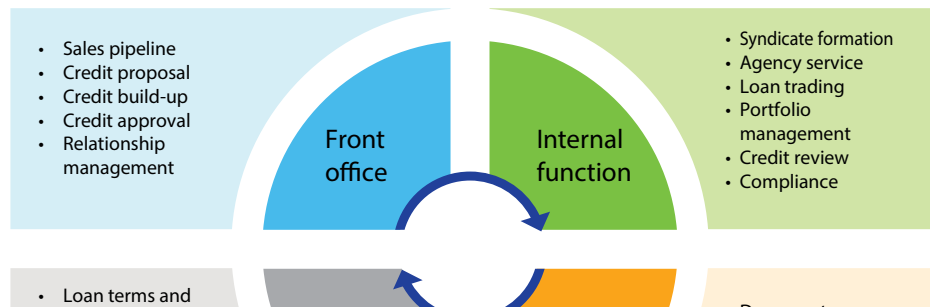 • Sales pipeline
• Credit proposal
• Credit build-up
• Credit approval
• Relationship
management
Front
office
Internal
function
• Syndicate formation
• Agency service
• Loan trading
• Portfolio
management
• Credit review
• Compliance
• Loan terms and